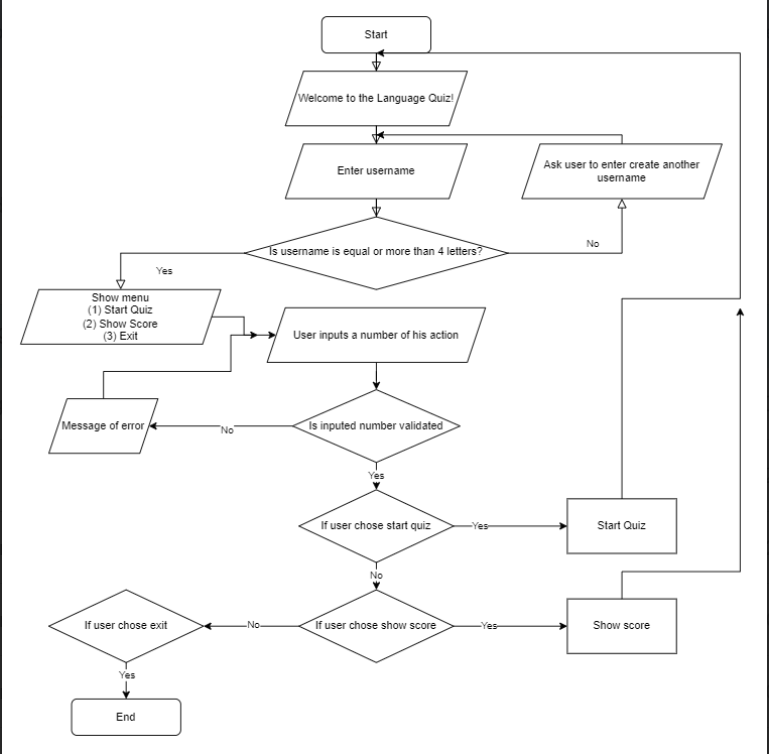 Start
Welcome to the Language Quiz!
Enter username
Ask user to enter create another
username
Is username is equal or more than 4 letters?
No
Yes
Show menu
(1) Start Quiz
(2) Show Score
(3) Exit
User inputs a number of his action
Message of error
No
Is inputed number validated
Yes
If user chose start quiz
Yes
Start Quiz
No
If user chose exit
No
If user chose show score
Yes
Show score
Yes
End